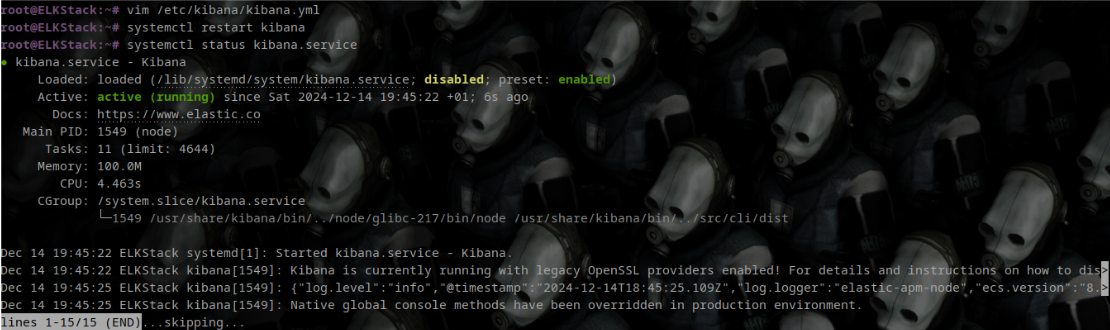 root@ELKStack:~# vim /etc/kibana/kibana.yml
root@ELKStack:~# systemctl restart kibana
root@ELKStack:~# systemctl status kibana.service
● kibana.service - Kibana
Loaded: loaded (/lib/systemd/system/kibana.service; disabled; preset: enabled)
Active: active (running) since Sat 2024-12-14 19:45:22 +01; 6s ago
Docs: https://www.elastic.co
Main PID: 1549 (node)
Tasks: 11 (limit: 4644)
Memory: 100.0M
CPU: 4.463s
CGroup: /system.slice/kibana.service
└─1549 /usr/share/kibana/bin/../node/glibc-217/bin/node /usr/share/kibana/bin/../src/cli/dist
Dec 14 19:45:22 ELKStack systemd[1]: Started kibana.service - Kibana.
Dec 14 19:45:22 ELKStack kibana[1549]: Kibana is currently running with legacy OpenSSL providers enabled! For details and instructions on how to dis>
Dec 14 19:45:25 ELKStack kibana[1549]: {"log.level":"info","@timestamp":"2024-12-14T18:45:25.109Z","log.logger":"elastic-apm-node","ecs.version":"8.>
Dec 14 19:45:25 ELKStack kibana[1549]: Native global console methods have been overridden in production environment.
lines 1-15/15 (END)...skipping...